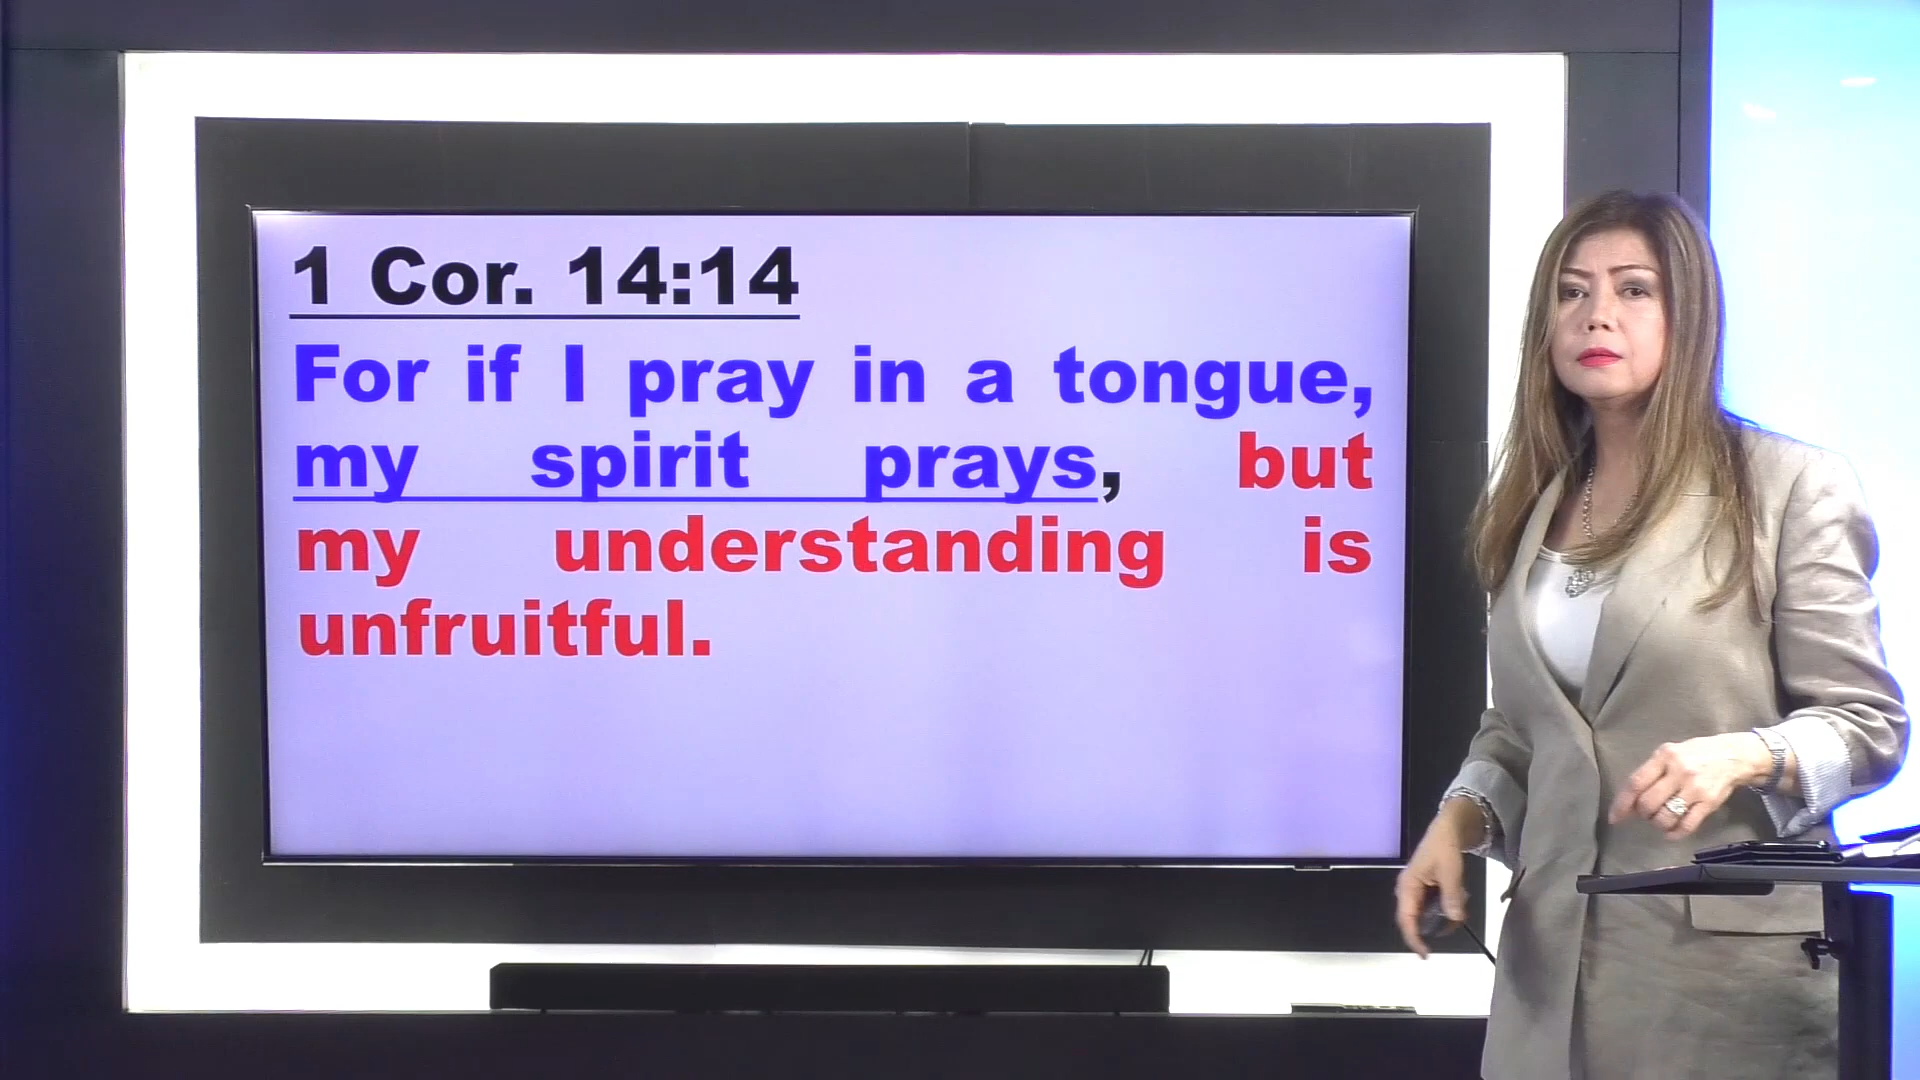 1 Cor. 14:14
For if I pray in a tongue,
my spirit prays, but
my understanding is
unfruitful.